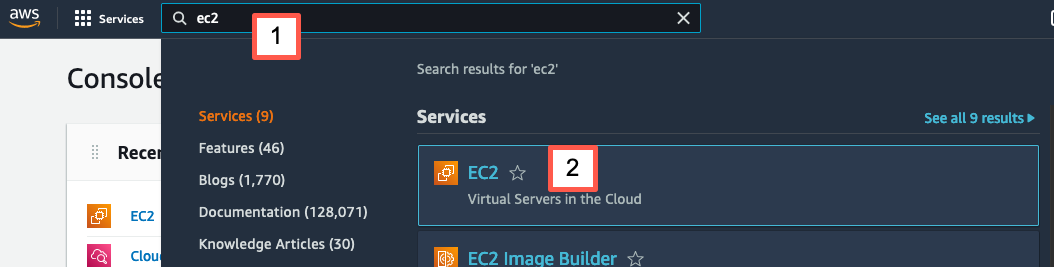 aws
Services
ec2
1
Search results for 'ec2'
Console
Services (9)
Services
See all 9 results
Recen
Features (46)
EC2
2
Blogs (1,770)
Virtual Servers in the Cloud
EC2
Documentation (128,071)
Cloud
Knowledge Articles (30)
EC2 Image Builder